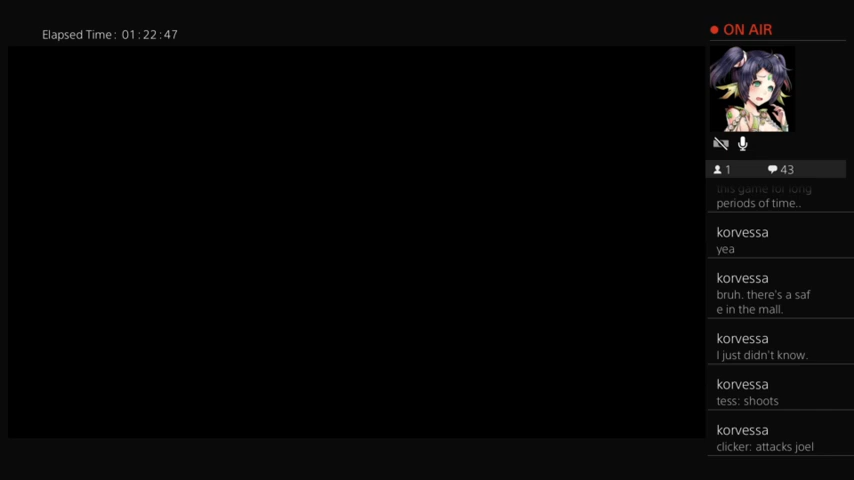 Elapsed Time: 01:22:47
ON AIR
1 43
this game for long
periods of time..
korvessa
yea
korvessa
bruh. there's a saf
e in the mall.
korvessa
I just didn't know.
korvessa
tess: shoots
korvessa
clicker: attacks joel